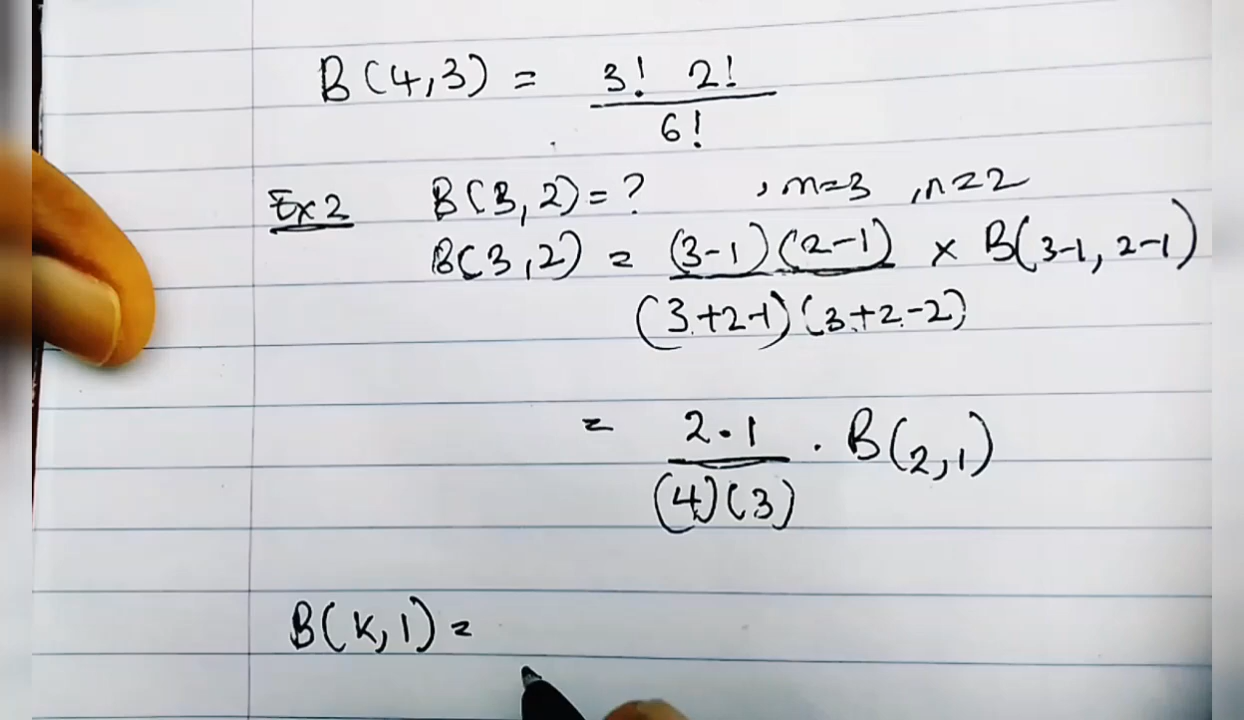 B(4,3) = 3! 2! / 6!
Ex 2 B(3,2) = ? , m=3 , n=2
B(3,2) = (3-1)(2-1) / (3+2-1)(3+2-2) × B(3-1, 2-1)
= 2·1 / (4)(3) · B(2,1)
B(K,1) =